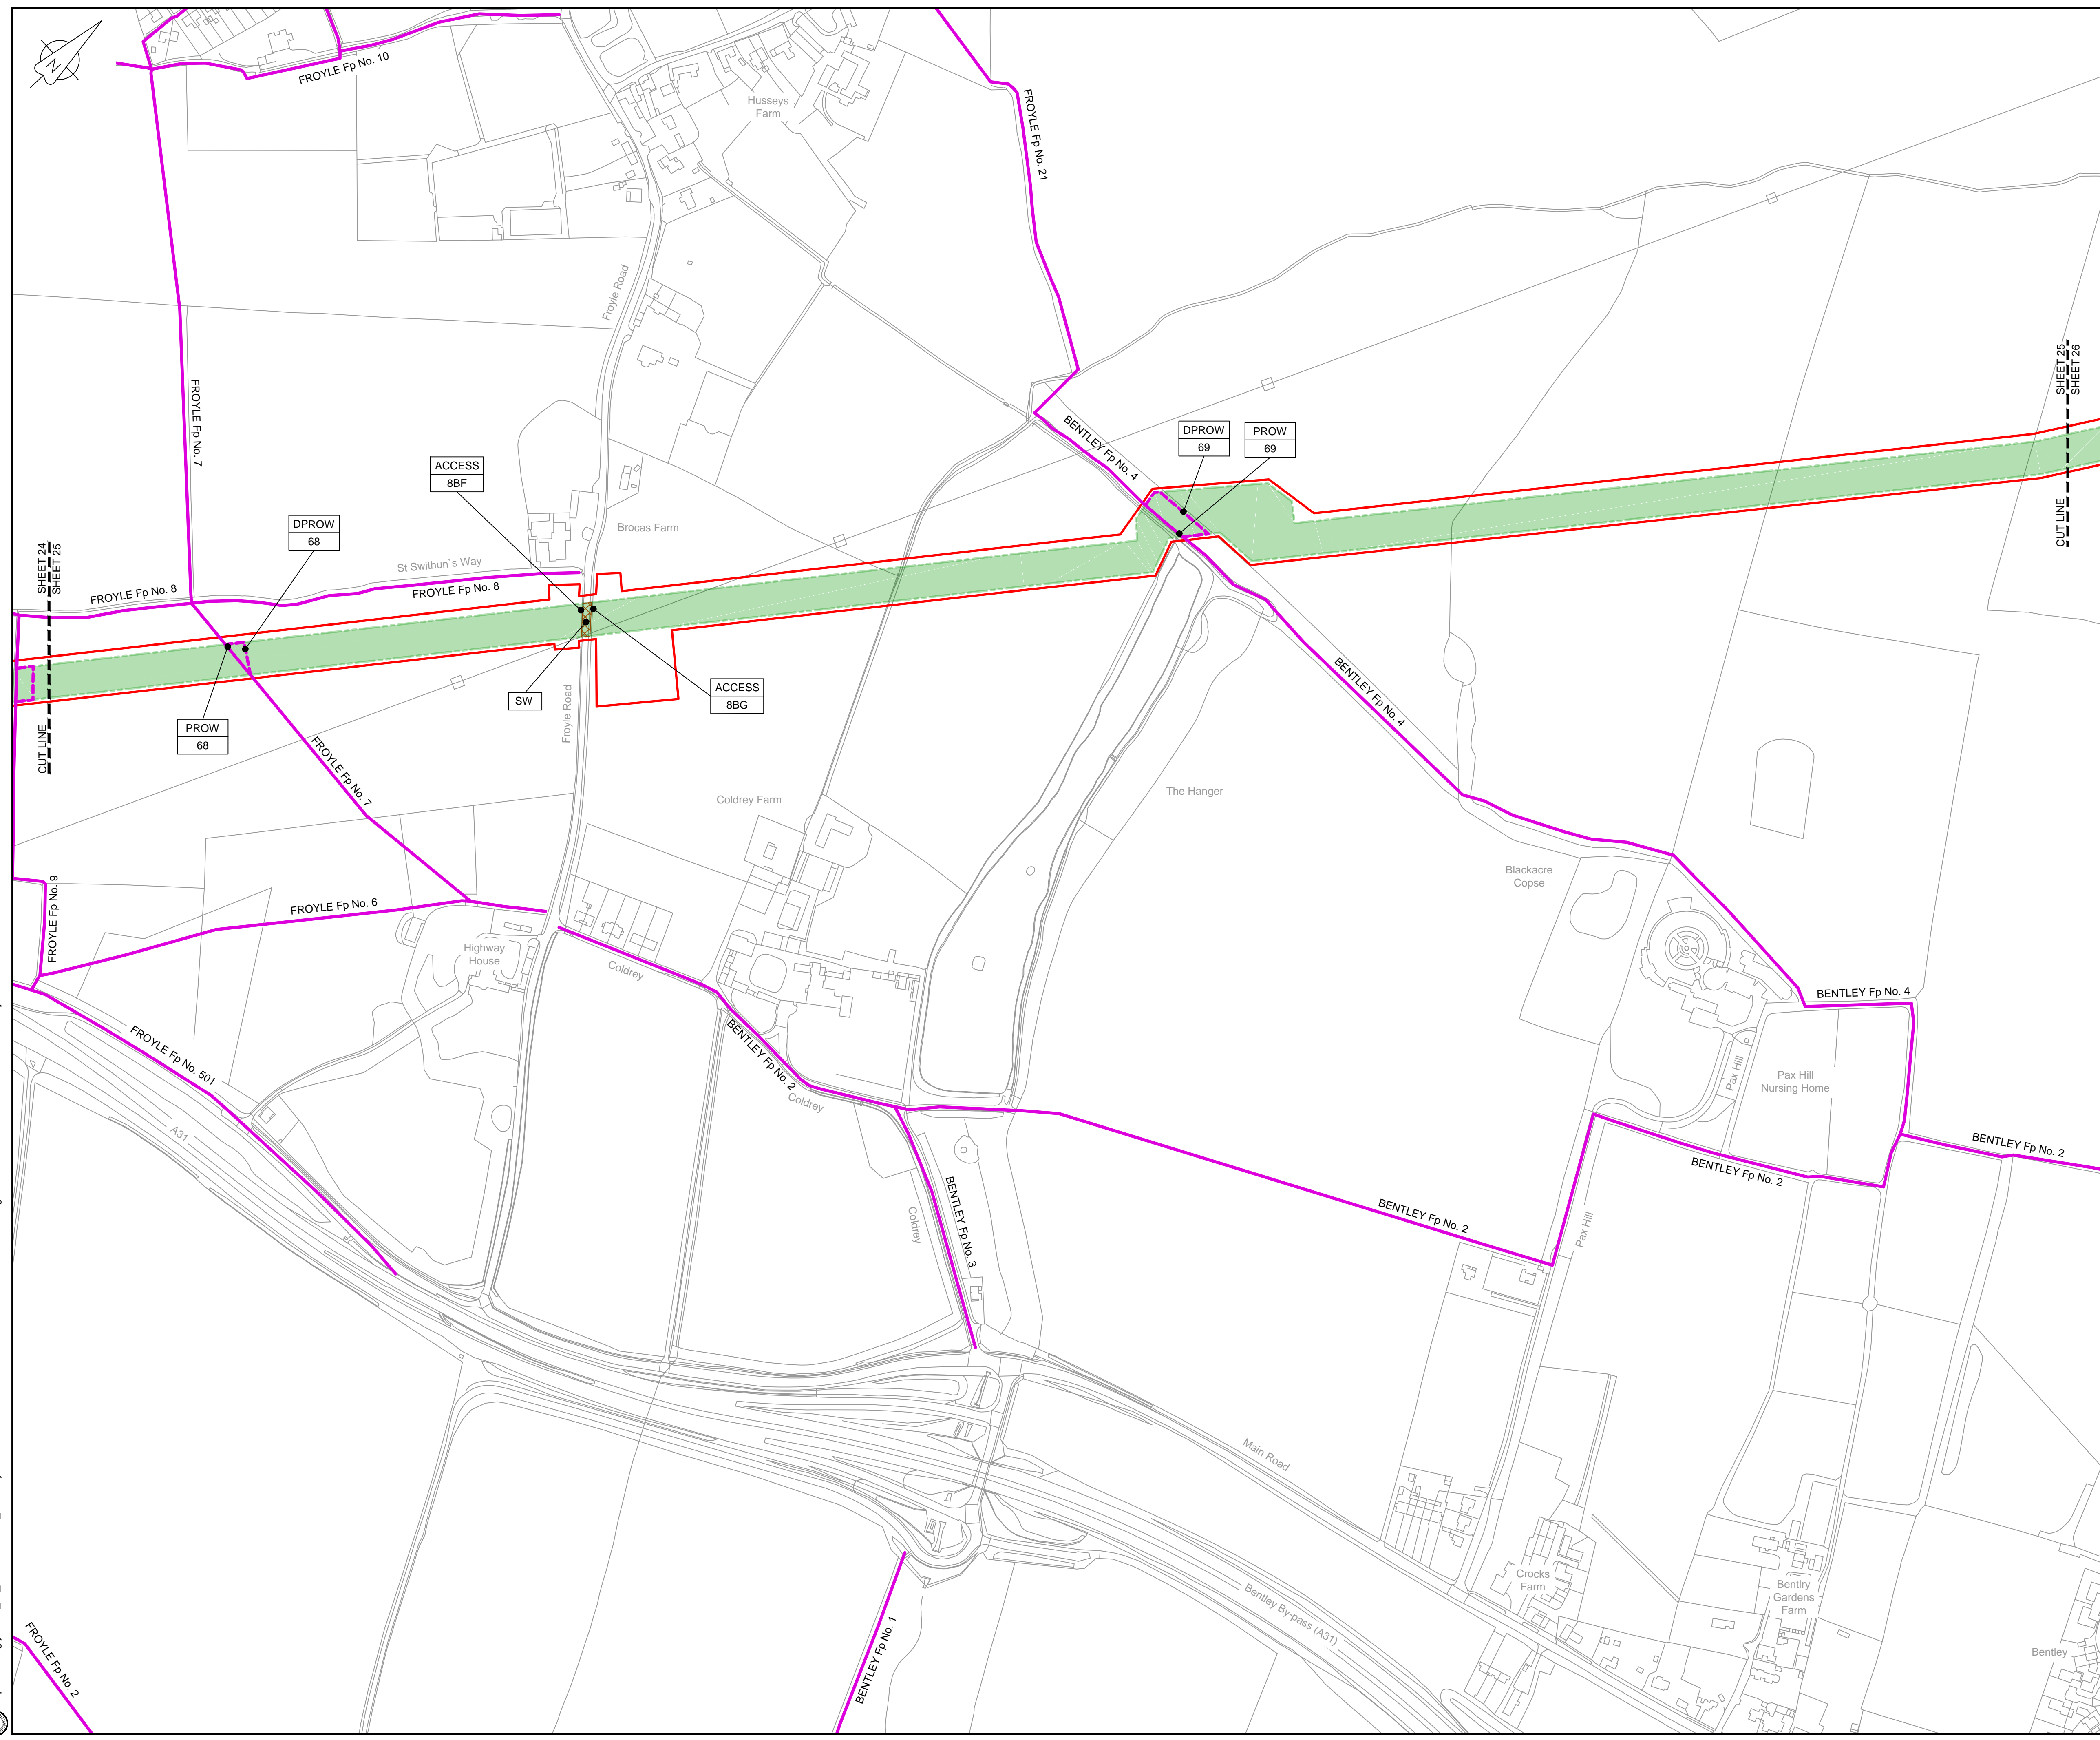 N
FROYLE Fp No. 10
Husseys
Farm
FROYLE Fp No. 21
Froyle Road
FROYLE Fp No. 7
SHEET 25
SHEET 26
CUT LINE
BENTLEY Fp No. 4
DPROW
69
PROW
69
ACCESS
8BF
DPROW
68
Brocas Farm
St Swithun`s Way
SHEET 24
SHEET 25
CUT LINE
FROYLE Fp No. 8
FROYLE Fp No. 8
SW
ACCESS
8BG
PROW
68
Froyle Road
FROYLE Fp No. 7
BENTLEY Fp No. 4
The Hanger
Coldrey Farm
Blackacre
Copse
FROYLE Fp No. 9
FROYLE Fp No. 6
Highway
House
Coldrey
BENTLEY Fp No. 4
FROYLE Fp No. 501
BENTLEY Fp No. 2
Coldrey
Pax Hill
Pax Hill
Nursing Home
A31
BENTLEY Fp No. 2
BENTLEY Fp No. 2
BENTLEY Fp No. 3
Coldrey
BENTLEY Fp No. 2
Pax Hill
Main Road
Crocks
Farm
Bentlry
Gardens
Farm
Bentley By-pass (A31)
Bentley
BENTLEY Fp No. 1
FROYLE Fp No. 2